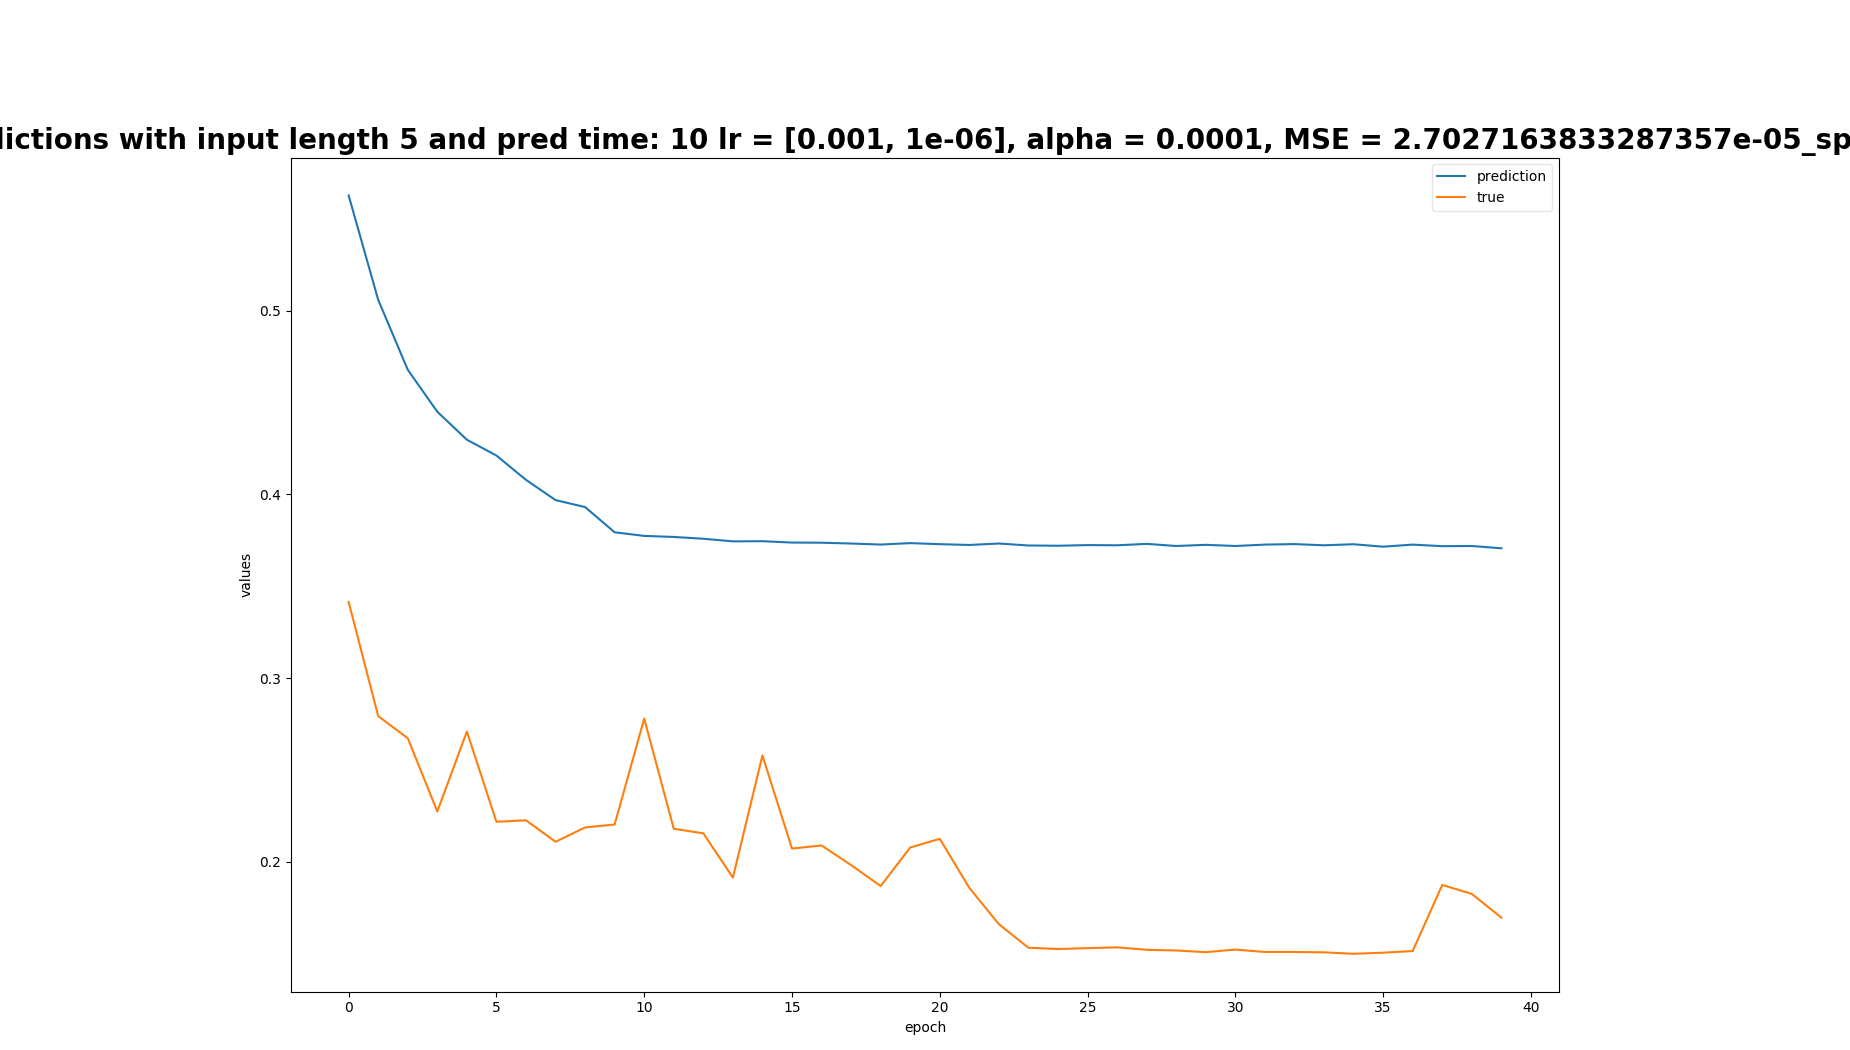 dictions with input length 5 and pred time: 10 lr = [0.001, 1e-06], alpha = 0.0001, MSE = 2.7027163833287357e-05_sp
prediction
true
0.5
0.4
0.3
0.2
values
0 5 10 15 20 25 30 35 40
epoch